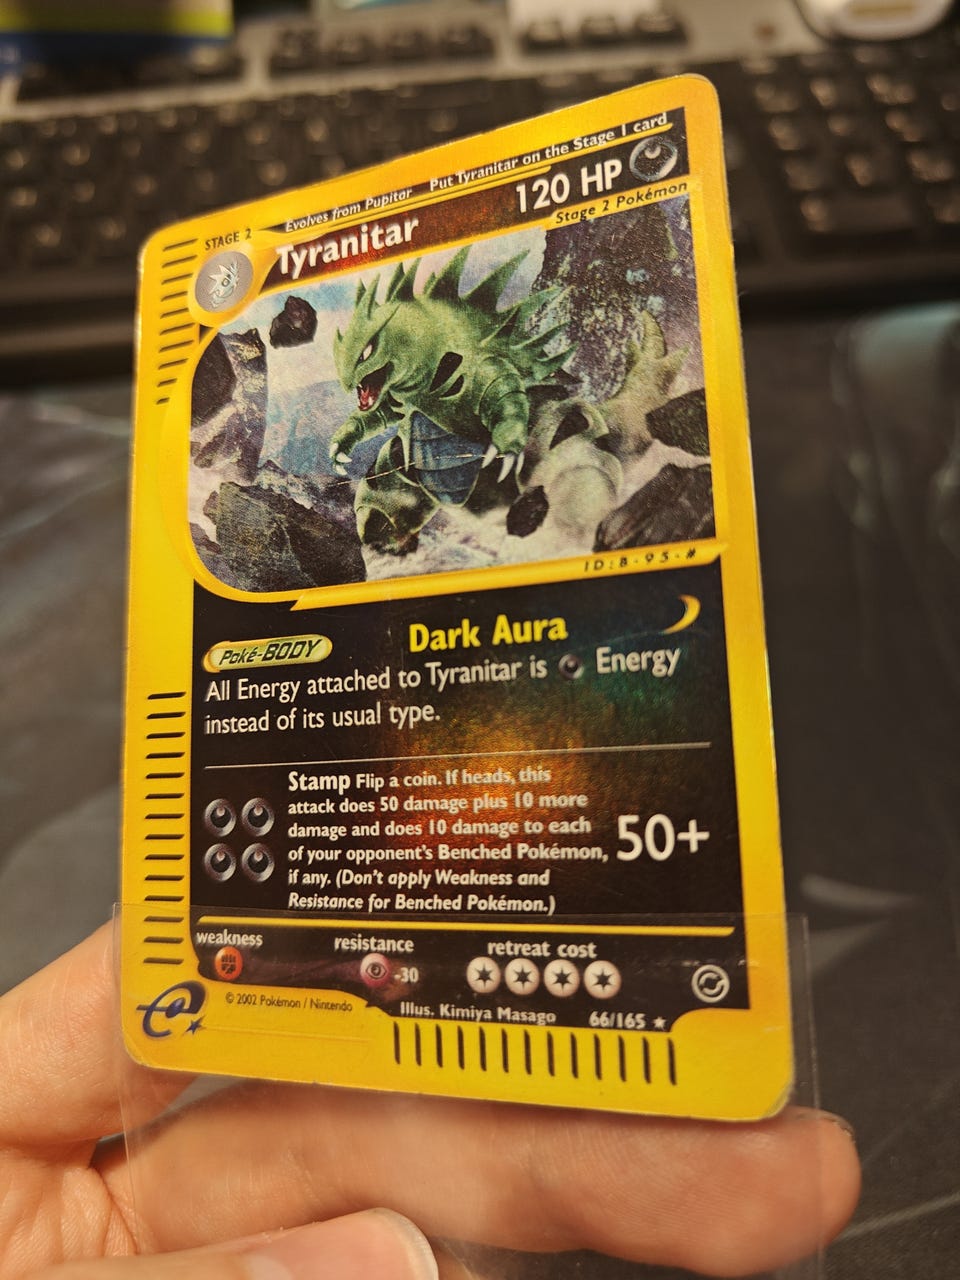 Evolves from Pupitar Put Tyranitar on the Stage 1 card
STAGE 2
Tyranitar 120 HP
Stage 2 Pokémon
ID:B-95-#
Poké-BODY Dark Aura
All Energy attached to Tyranitar is Energy
instead of its usual type.
Stamp Flip a coin. If heads, this
attack does 50 damage plus 10 more
damage and does 10 damage to each
of your opponent's Benched Pokémon,
if any. (Don't apply Weakness and
Resistance for Benched Pokémon.)
50+
weakness resistance retreat cost
-30
e
© 2002 Pokémon / Nintendo
Illus. Kimiya Masago 66/165 ★